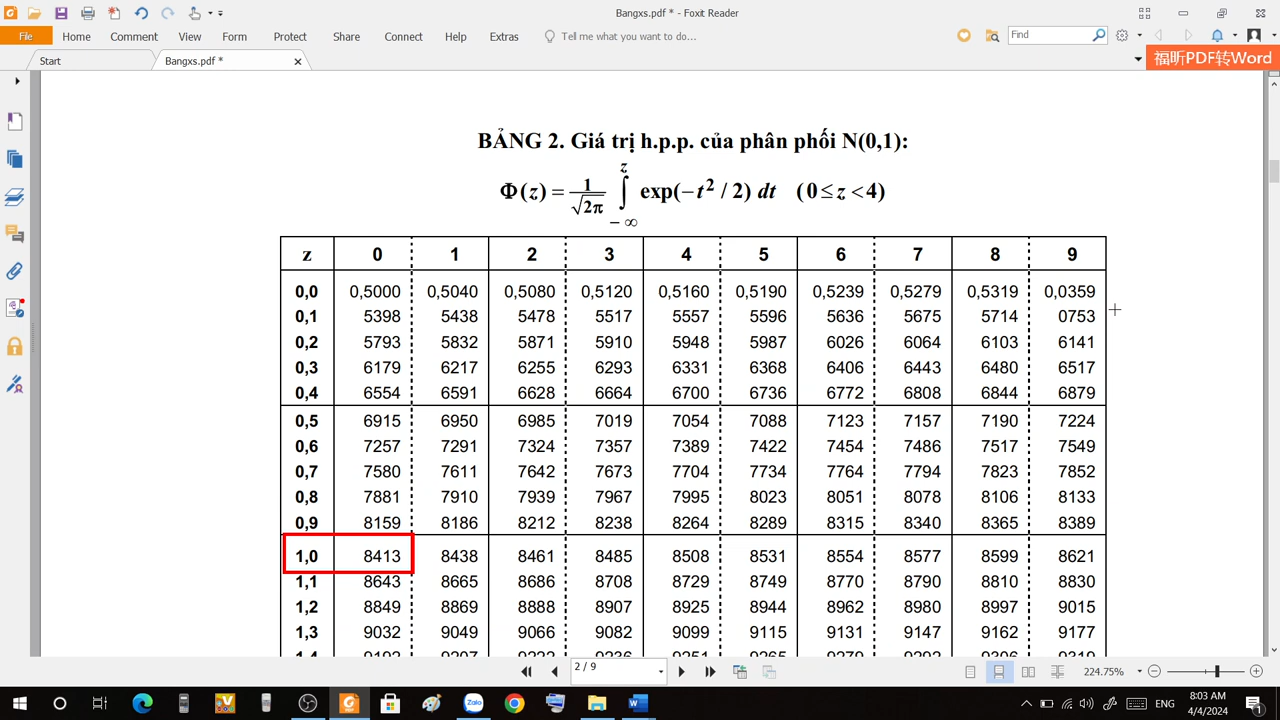 Bangxs.pdf * - Foxit Reader
File Home Comment View Form Protect Share Connect Help Extras Tell me what you want to do... Find
Start Bangxs.pdf * 福昕PDF转Word
BẢNG 2. Giá trị h.p.p. của phân phối N(0,1):
Φ(z) = 1/√2π ∫_{-∞}^{z} exp(−t² / 2) dt (0 ≤ z < 4)
z 0 1 2 3 4 5 6 7 8 9
0,0 0,5000 0,5040 0,5080 0,5120 0,5160 0,5190 0,5239 0,5279 0,5319 0,0359
0,1 5398 5438 5478 5517 5557 5596 5636 5675 5714 0753
0,2 5793 5832 5871 5910 5948 5987 6026 6064 6103 6141
0,3 6179 6217 6255 6293 6331 6368 6406 6443 6480 6517
0,4 6554 6591 6628 6664 6700 6736 6772 6808 6844 6879
0,5 6915 6950 6985 7019 7054 7088 7123 7157 7190 7224
0,6 7257 7291 7324 7357 7389 7422 7454 7486 7517 7549
0,7 7580 7611 7642 7673 7704 7734 7764 7794 7823 7852
0,8 7881 7910 7939 7967 7995 8023 8051 8078 8106 8133
0,9 8159 8186 8212 8238 8264 8289 8315 8340 8365 8389
1,0 8413 8438 8461 8485 8508 8531 8554 8577 8599 8621
1,1 8643 8665 8686 8708 8729 8749 8770 8790 8810 8830
1,2 8849 8869 8888 8907 8925 8944 8962 8980 8997 9015
1,3 9032 9049 9066 9082 9099 9115 9131 9147 9162 9177
2 / 9 224.75%
Zalo ENG 8:03 AM
4/4/2024